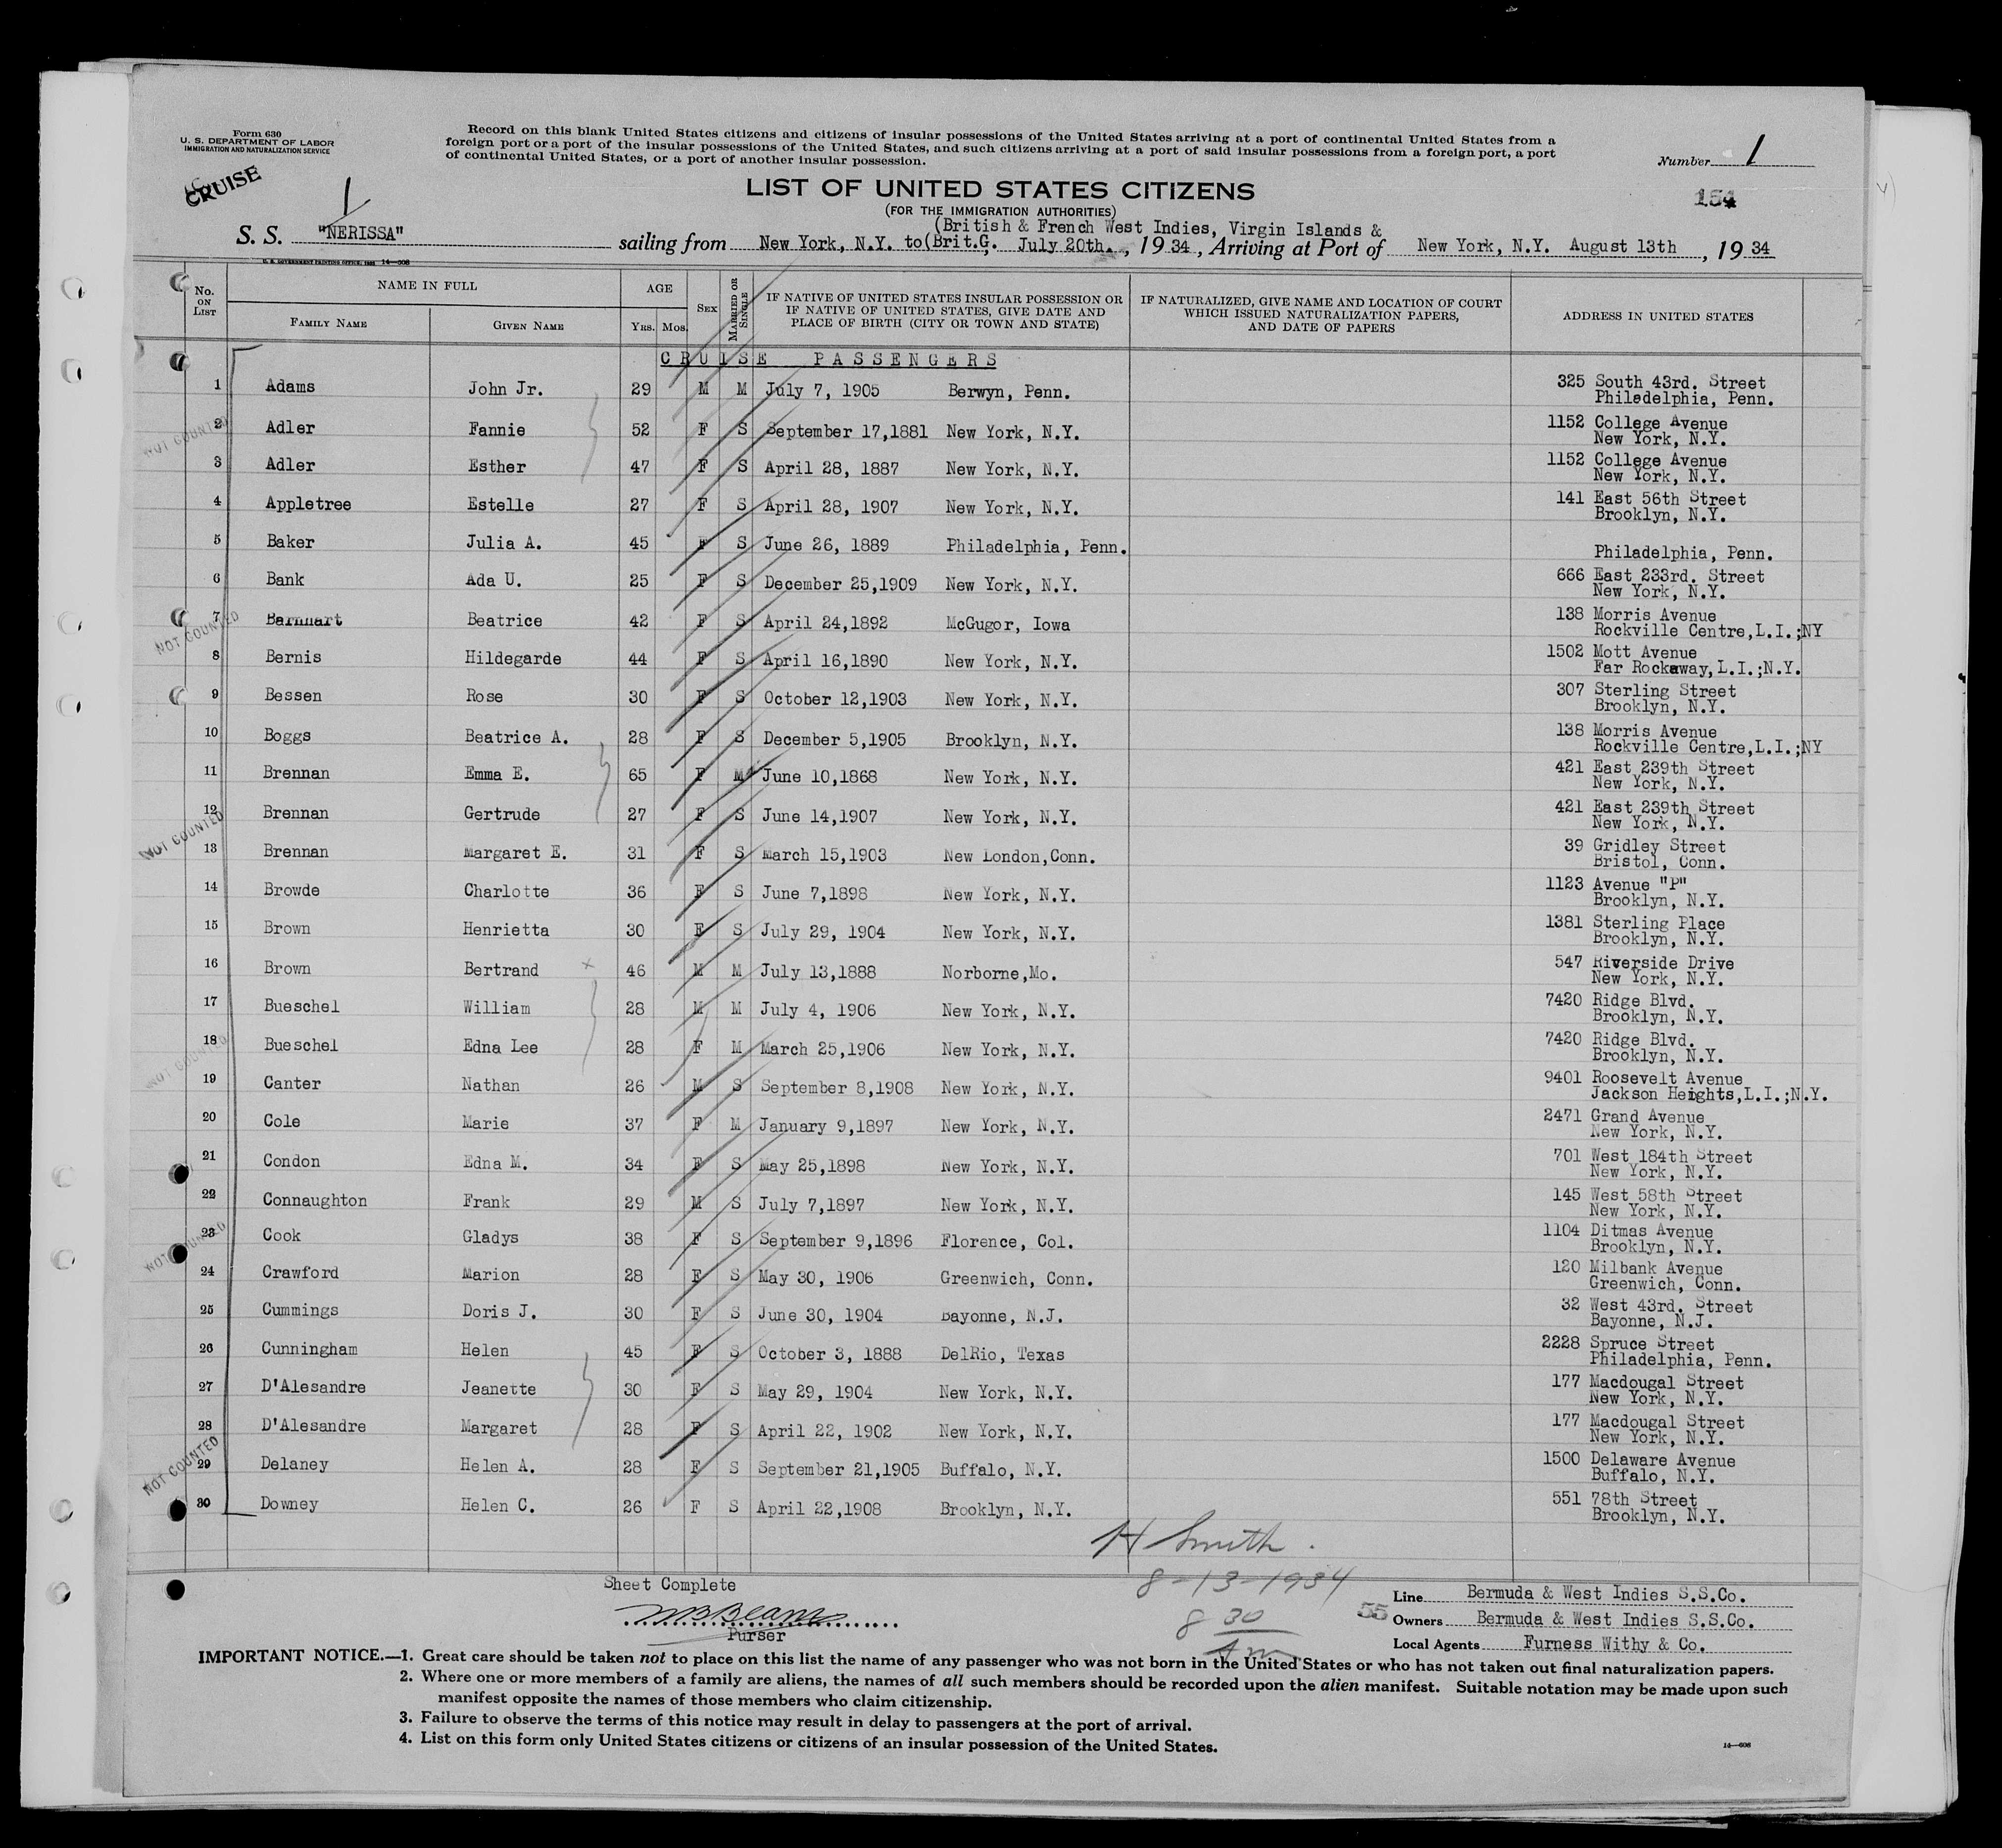 Form 630
U. S. DEPARTMENT OF LABOR
IMMIGRATION AND NATURALIZATION SERVICE
Record on this blank United States citizens and citizens of insular possessions of the United States arriving at a port of continental United States from a
foreign port or a port of the insular possessions of the United States, and such citizens arriving at a port of said insular possessions from a foreign port, a port
of continental United States, or a port of another insular possession.
Number 1
CRUISE
1
LIST OF UNITED STATES CITIZENS
154
(FOR THE IMMIGRATION AUTHORITIES)
(British & French West Indies, Virgin Islands &
S. S. "NERISSA" sailing from New York, N.Y. to (Brit.G. July 20th. , 19 34 , Arriving at Port of New York, N.Y. August 13th , 19 34
U. S. GOVERNMENT PRINTING OFFICE: 14—608
No. ON LIST
NAME IN FULL
FAMILY NAME
GIVEN NAME
AGE
YRS. MOS.
SEX
MARRIED OR SINGLE
IF NATIVE OF UNITED STATES INSULAR POSSESSION OR
IF NATIVE OF UNITED STATES, GIVE DATE AND
PLACE OF BIRTH (CITY OR TOWN AND STATE)
IF NATURALIZED, GIVE NAME AND LOCATION OF COURT
WHICH ISSUED NATURALIZATION PAPERS,
AND DATE OF PAPERS
ADDRESS IN UNITED STATES
CRUISE PASSENGERS
1 Adams John Jr. 29 M M July 7, 1905 Berwyn, Penn. 325 South 43rd. Street
Philadelphia, Penn.
NOT COUNTED
2 Adler Fannie 52 F S September 17,1881 New York, N.Y. 1152 College Avenue
New York, N.Y.
3 Adler Esther 47 F S April 28, 1887 New York, N.Y. 1152 College Avenue
New York, N.Y.
4 Appletree Estelle 27 F S April 28, 1907 New York, N.Y. 141 East 56th Street
Brooklyn, N.Y.
5 Baker Julia A. 45 F S June 26, 1889 Philadelphia, Penn.
Philadelphia, Penn.
6 Bank Ada U. 25 F S December 25,1909 New York, N.Y. 666 East 233rd. Street
New York, N.Y.
NOT COUNTED
7 Barnhart Beatrice 42 F S April 24,1892 McGugor, Iowa 138 Morris Avenue
Rockville Centre,L.I.;NY
8 Bernis Hildegarde 44 F S April 16,1890 New York, N.Y. 1502 Mott Avenue
Far Rockaway,L.I.;N.Y.
9 Bessen Rose 30 F S October 12,1903 New York, N.Y. 307 Sterling Street
Brooklyn, N.Y.
10 Boggs Beatrice A. 28 F S December 5,1905 Brooklyn, N.Y. 138 Morris Avenue
Rockville Centre,L.I.;NY
11 Brennan Emma E. 65 F M June 10,1868 New York, N.Y. 421 East 239th Street
New York, N.Y.
12 Brennan Gertrude 27 F S June 14,1907 New York, N.Y. 421 East 239th Street
New York, N.Y.
NOT COUNTED
13 Brennan Margaret E. 31 F S March 15,1903 New London,Conn. 39 Gridley Street
Bristol, Conn.
14 Browde Charlotte 36 F S June 7,1898 New York, N.Y. 1123 Avenue "P"
Brooklyn, N.Y.
15 Brown Henrietta 30 F S July 29, 1904 New York, N.Y. 1381 Sterling Place
Brooklyn, N.Y.
16 Brown Bertrand x 46 M M July 13,1888 Norborne,Mo. 547 Riverside Drive
New York, N.Y.
17 Bueschel William 28 M M July 4, 1906 New York, N.Y. 7420 Ridge Blvd.
Brooklyn, N.Y.
18 Bueschel Edna Lee 28 F M March 25,1906 New York, N.Y. 7420 Ridge Blvd.
Brooklyn, N.Y.
NOT COUNTED
19 Canter Nathan 26 M S September 8,1908 New York, N.Y. 9401 Roosevelt Avenue
Jackson Heights,L.I.;N.Y.
20 Cole Marie 37 F M January 9,1897 New York, N.Y. 2471 Grand Avenue
New York, N.Y.
21 Condon Edna M. 34 F S May 25,1898 New York, N.Y. 701 West 184th Street
New York, N.Y.
22 Connaughton Frank 29 M S July 7,1897 New York, N.Y. 145 West 58th Street
New York, N.Y.
NOT COUNTED
23 Cook Gladys 38 F S September 9,1896 Florence, Col. 1104 Ditmas Avenue
Brooklyn, N.Y.
24 Crawford Marion 28 F S May 30, 1906 Greenwich, Conn. 120 Milbank Avenue
Greenwich, Conn.
25 Cummings Doris J. 30 F S June 30, 1904 Bayonne, N.J. 32 West 43rd. Street
Bayonne, N.J.
26 Cunningham Helen 45 F S October 3, 1888 DelRio, Texas 2228 Spruce Street
Philadelphia, Penn.
27 D'Alesandre Jeanette 30 F S May 29, 1904 New York, N.Y. 177 Macdougal Street
New York, N.Y.
28 D'Alesandre Margaret 28 F S April 22, 1902 New York, N.Y. 177 Macdougal Street
New York, N.Y.
NOT COUNTED
29 Delaney Helen A. 28 F S September 21,1905 Buffalo, N.Y. 1500 Delaware Avenue
Buffalo, N.Y.
30 Downey Helen C. 26 F S April 22,1908 Brooklyn, N.Y. 551 78th Street
Brooklyn, N.Y.
H Smith
8-13-1934
8 30
Am
Sheet Complete
Purser
55
Line Bermuda & West Indies S.S.Co.
Owners Bermuda & West Indies S.S.Co.
Local Agents Furness Withy & Co.
IMPORTANT NOTICE.—1. Great care should be taken not to place on this list the name of any passenger who was not born in the United States or who has not taken out final naturalization papers.
2. Where one or more members of a family are aliens, the names of all such members should be recorded upon the alien manifest. Suitable notation may be made upon such
manifest opposite the names of those members who claim citizenship.
3. Failure to observe the terms of this notice may result in delay to passengers at the port of arrival.
4. List on this form only United States citizens or citizens of an insular possession of the United States.
14—608